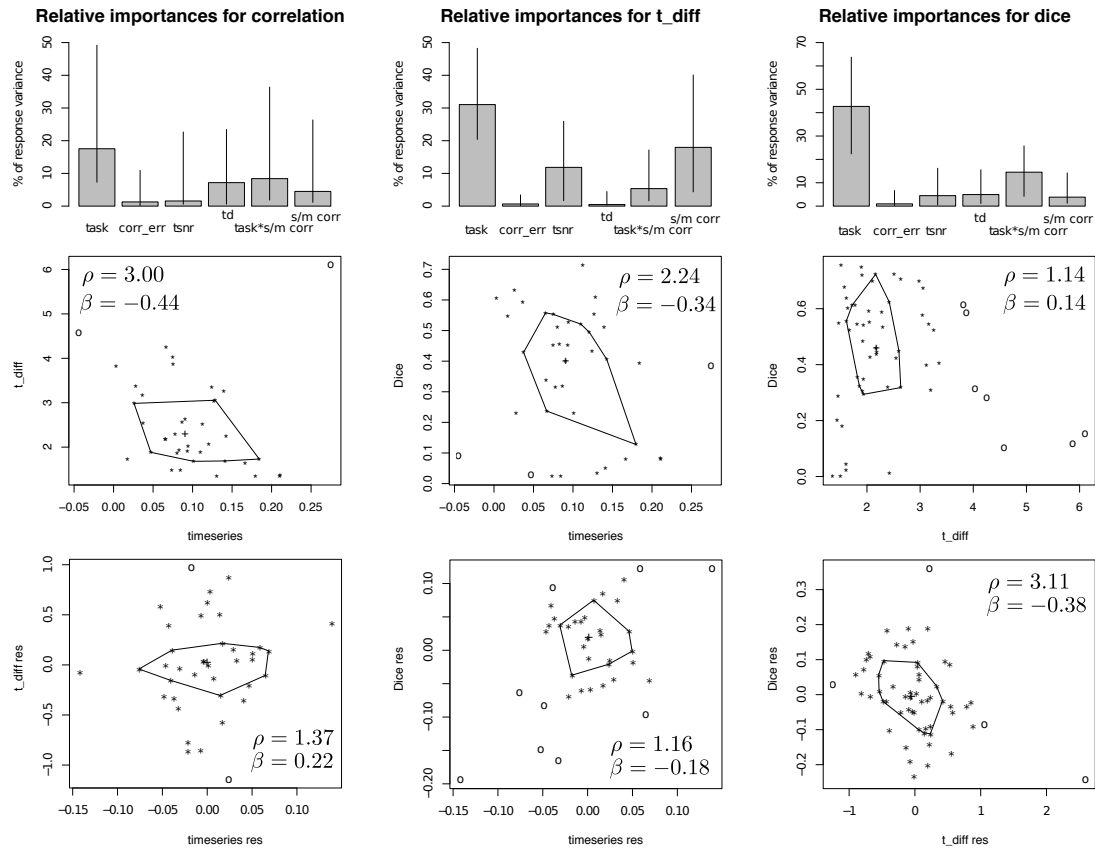 Relative importances for correlation
% of response variance
50
40
30
20
10
0
task
corr_err
tsnr
td
task*s/m corr
s/m corr
Relative importances for t_diff
% of response variance
50
40
30
20
10
0
task
corr_err
tsnr
td
task*s/m corr
s/m corr
Relative importances for dice
% of response variance
70
50
30
10
0
task
corr_err
tsnr
td
task*s/m corr
s/m corr
ρ = 3.00
β = −0.44
t_diff
6
5
4
3
2
−0.05 0.00 0.05 0.10 0.15 0.20 0.25
timeseries
ρ = 2.24
β = −0.34
Dice
0.7
0.6
0.5
0.4
0.3
0.2
0.1
0.0
−0.05 0.00 0.05 0.10 0.15 0.20 0.25
timeseries
ρ = 1.14
β = 0.14
Dice
0.6
0.4
0.2
0.0
2 3 4 5 6
t_diff
ρ = 1.37
β = 0.22
t_diff res
1.0
0.5
0.0
−0.5
−1.0
−0.15 −0.10 −0.05 0.00 0.05 0.10
timeseries res
ρ = 1.16
β = −0.18
Dice res
0.10
0.00
−0.10
−0.20
−0.15 −0.10 −0.05 0.00 0.05 0.10
timeseries res
ρ = 3.11
β = −0.38
Dice res
0.3
0.2
0.1
0.0
−0.1
−0.2
−1 0 1 2
t_diff res